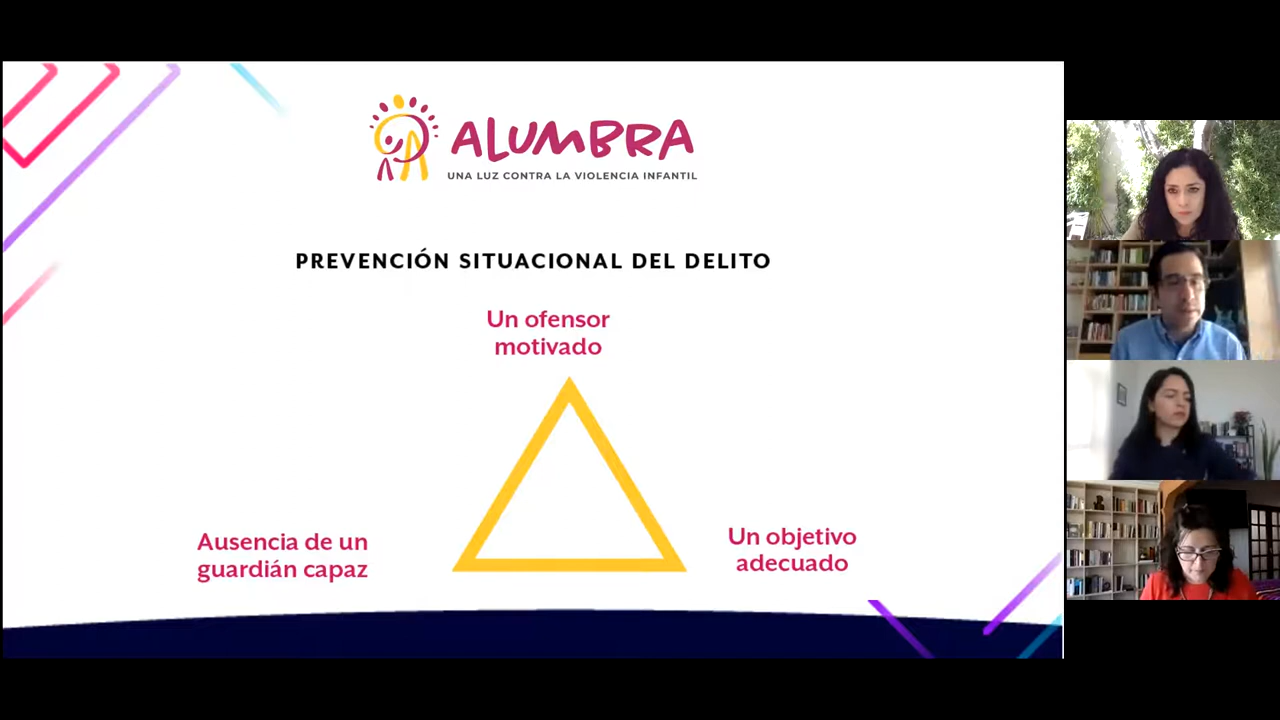 ALUMBRA
UNA LUZ CONTRA LA VIOLENCIA INFANTIL
PREVENCIÓN SITUACIONAL DEL DELITO
Un ofensor
motivado
Ausencia de un
guardián capaz
Un objetivo
adecuado